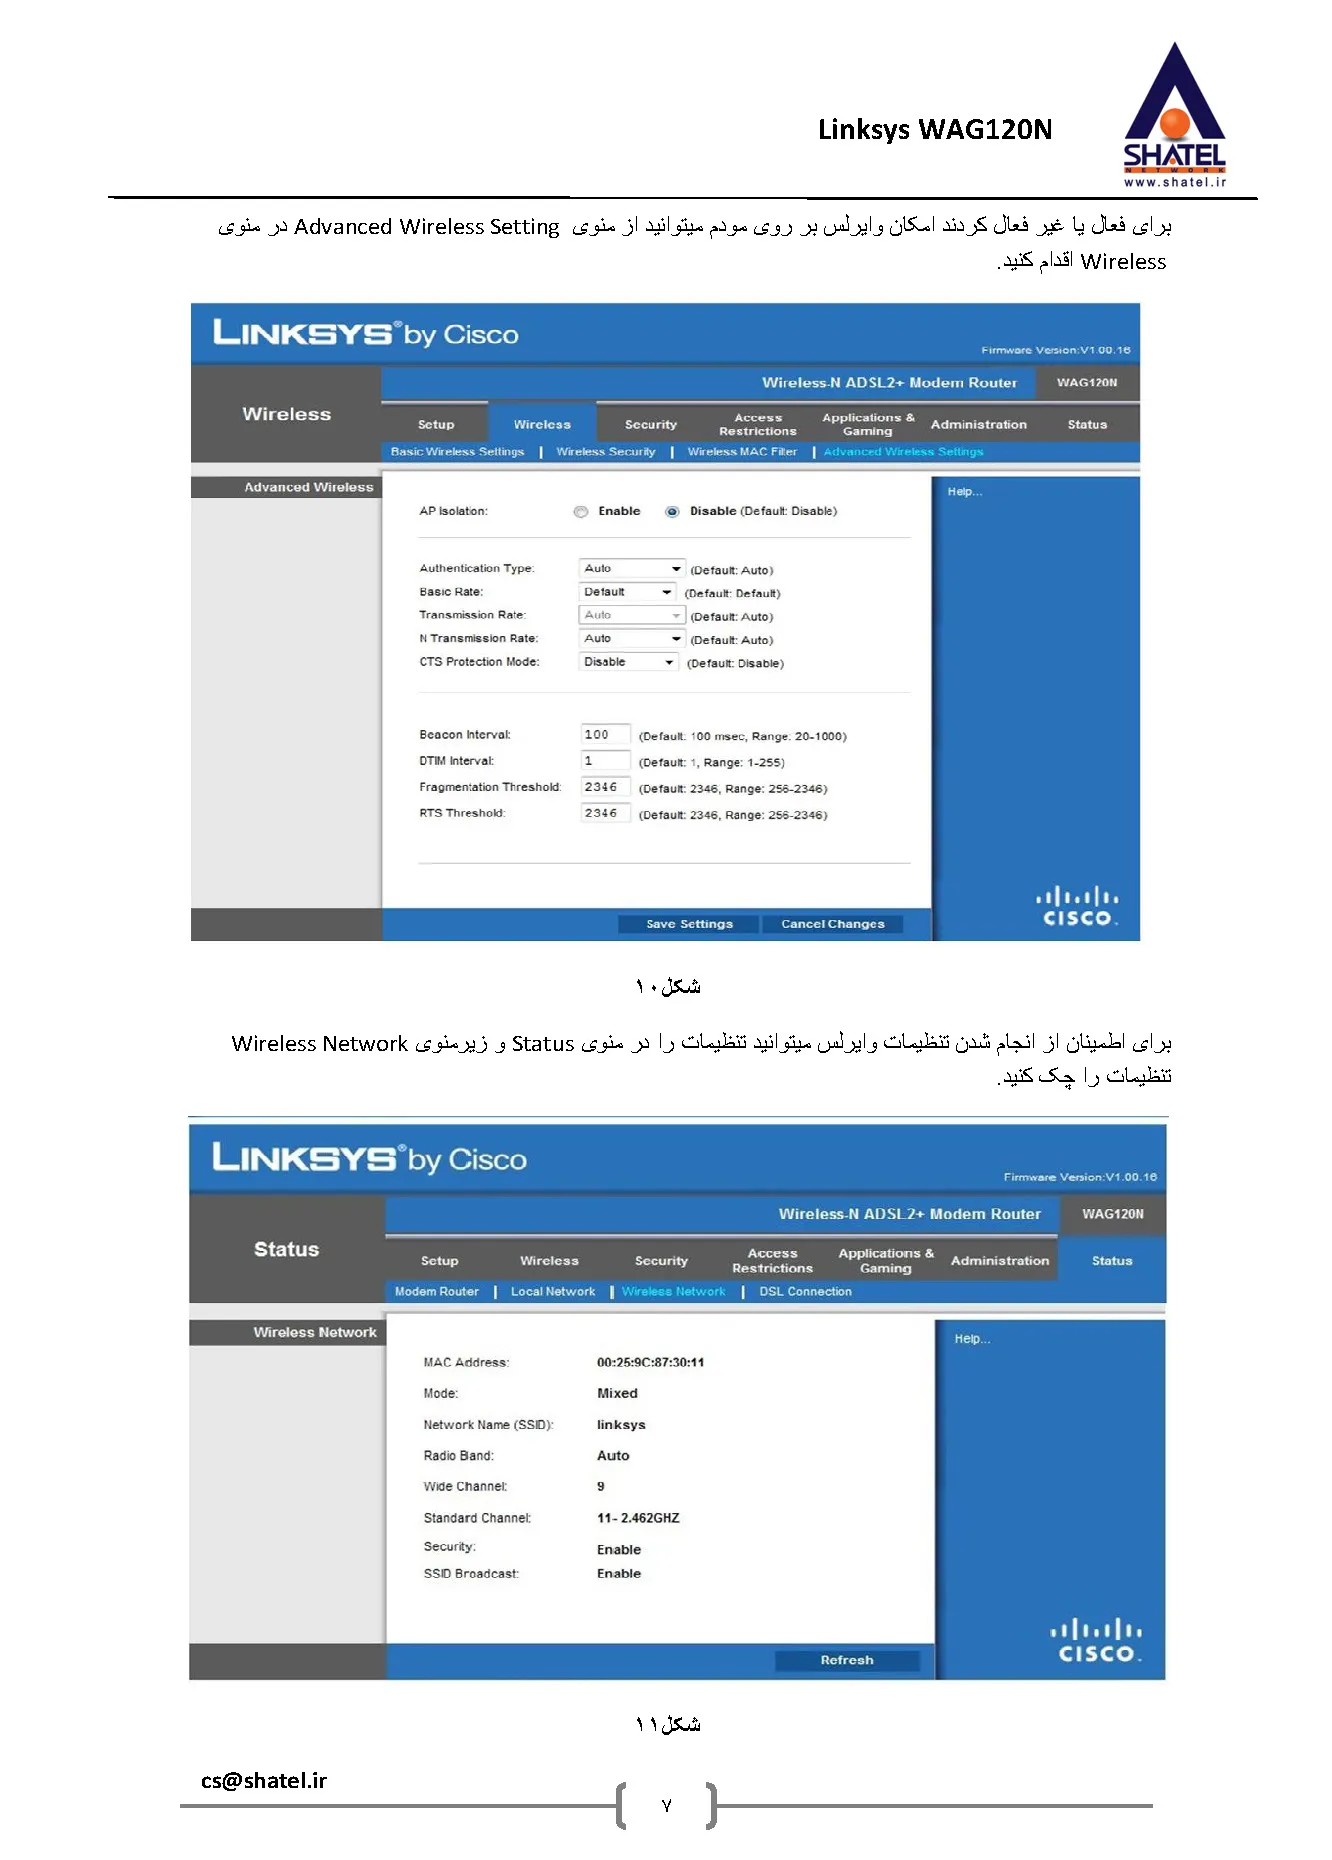 Linksys WAG120N
SHATEL
NETWORK
www.shatel.ir
برای فعال یا غیر فعال کردند امکان وایرلس بر روی مودم میتوانید از منوی Advanced Wireless Setting در منوی
Wireless اقدام کنید.
LINKSYS® by Cisco
Firmware Version:V1.00.16
Wireless-N ADSL2+ Modem Router WAG120N
Wireless
Setup Wireless Security Access Restrictions Applications & Gaming Administration Status
Basic Wireless Settings | Wireless Security | Wireless MAC Filter | Advanced Wireless Settings
Advanced Wireless
Help...
AP Isolation: Enable Disable (Default: Disable)
Authentication Type: Auto (Default: Auto)
Basic Rate: Default (Default: Default)
Transmission Rate: Auto (Default: Auto)
N Transmission Rate: Auto (Default: Auto)
CTS Protection Mode: Disable (Default: Disable)
Beacon Interval: 100 (Default: 100 msec, Range: 20-1000)
DTIM Interval: 1 (Default: 1, Range: 1-255)
Fragmentation Threshold: 2346 (Default: 2346, Range: 256-2346)
RTS Threshold: 2346 (Default: 2346, Range: 256-2346)
Save Settings Cancel Changes
CISCO.
شکل۱۰
برای اطمینان از انجام شدن تنظیمات وایرلس میتوانید تنظیمات را در منوی Status و زیرمنوی Wireless Network
تنظیمات را چک کنید.
LINKSYS® by Cisco
Firmware Version:V1.00.16
Wireless-N ADSL2+ Modem Router WAG120N
Status
Setup Wireless Security Access Restrictions Applications & Gaming Administration Status
Modem Router | Local Network | Wireless Network | DSL Connection
Wireless Network
Help...
MAC Address: 00:25:9C:87:30:11
Mode: Mixed
Network Name (SSID): linksys
Radio Band: Auto
Wide Channel: 9
Standard Channel: 11- 2.462GHZ
Security: Enable
SSID Broadcast: Enable
Refresh
CISCO.
شکل۱۱
cs@shatel.ir
۷